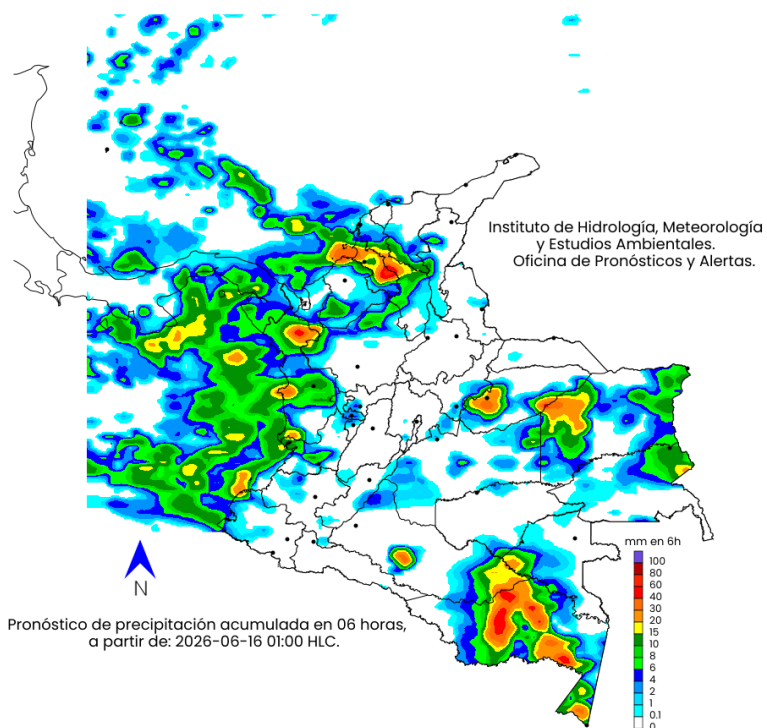 Instituto de Hidrología, Meteorología
y Estudios Ambientales.
Oficina de Pronósticos y Alertas.
N
Pronóstico de precipitación acumulada en 06 horas,
a partir de: 2026-06-16 01:00 HLC.
mm en 6h
100
80
60
40
30
20
15
10
8
6
4
2
1
0.1
0